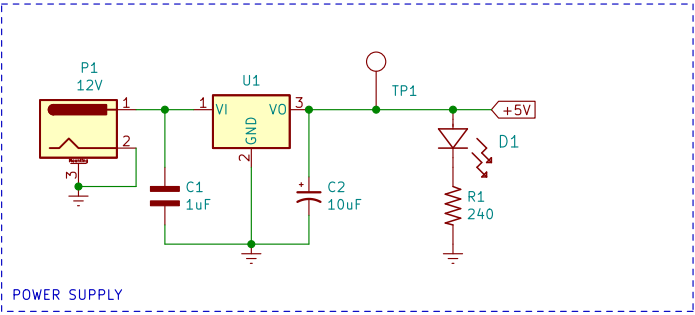 P1
12V
1
2
3
U1
1 VI
VO 3
GND
2
C1
1uF
+
C2
10uF
TP1
+5V
D1
R1
240
POWER SUPPLY